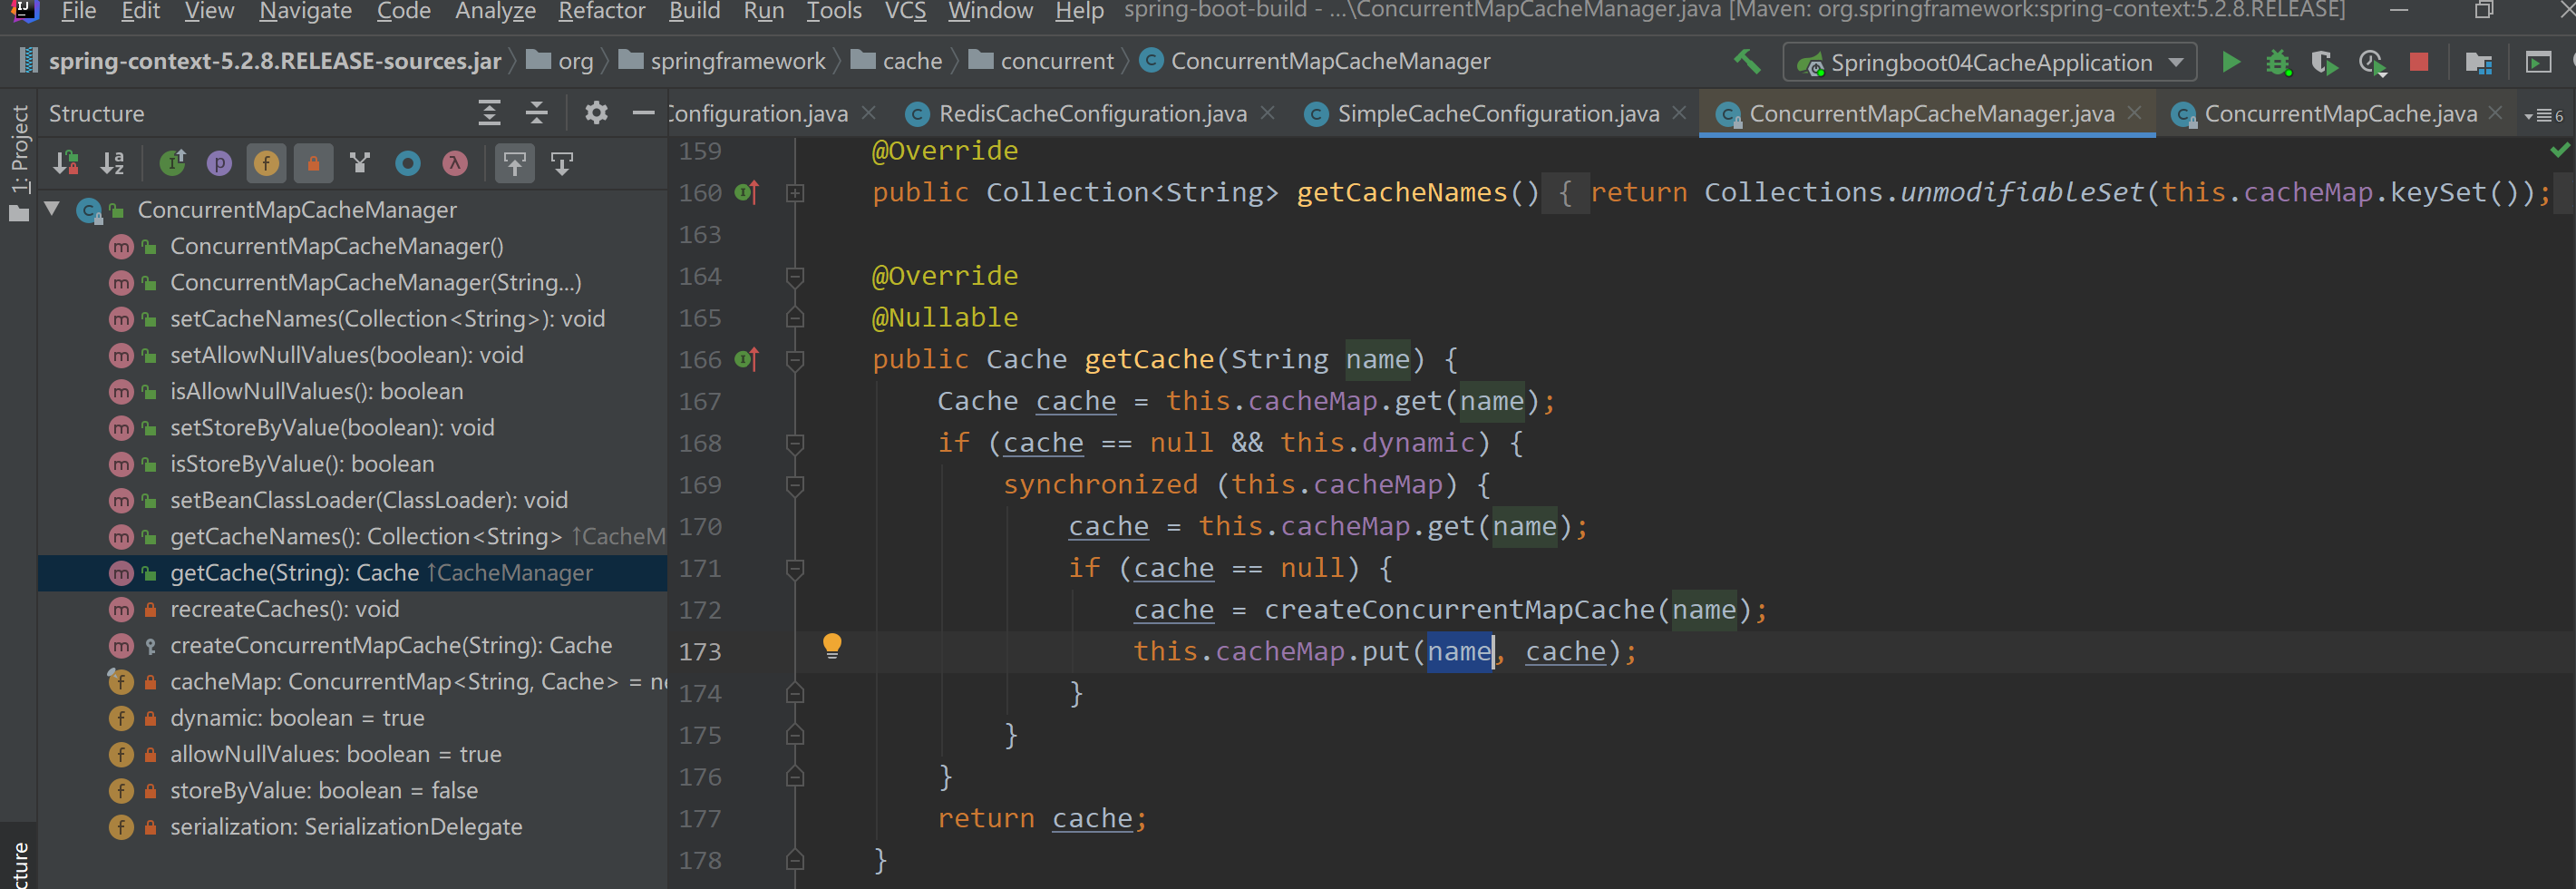 File Edit View Navigate Code Analyze Refactor Build Run Tools VCS Window Help spring-boot-build - ...\ConcurrentMapCacheManager.java [Maven: org.springframework:spring-context:5.2.8.RELEASE]
spring-context-5.2.8.RELEASE-sources.jar org springframework cache concurrent ConcurrentMapCacheManager Springboot04CacheApplication
1: Project
Structure
Configuration.java RedisCacheConfiguration.java SimpleCacheConfiguration.java ConcurrentMapCacheManager.java ConcurrentMapCache.java 6
ConcurrentMapCacheManager
ConcurrentMapCacheManager()
ConcurrentMapCacheManager(String...)
setCacheNames(Collection<String>): void
setAllowNullValues(boolean): void
isAllowNullValues(): boolean
setStoreByValue(boolean): void
isStoreByValue(): boolean
setBeanClassLoader(ClassLoader): void
getCacheNames(): Collection<String> ↑CacheM
getCache(String): Cache ↑CacheManager
recreateCaches(): void
createConcurrentMapCache(String): Cache
cacheMap: ConcurrentMap<String, Cache> = ne
dynamic: boolean = true
allowNullValues: boolean = true
storeByValue: boolean = false
serialization: SerializationDelegate
159 @Override
160 public Collection<String> getCacheNames() { return Collections.unmodifiableSet(this.cacheMap.keySet());
163
164 @Override
165 @Nullable
166 public Cache getCache(String name) {
167 Cache cache = this.cacheMap.get(name);
168 if (cache == null && this.dynamic) {
169 synchronized (this.cacheMap) {
170 cache = this.cacheMap.get(name);
171 if (cache == null) {
172 cache = createConcurrentMapCache(name);
173 this.cacheMap.put(name, cache);
174 }
175 }
176 }
177 return cache;
178 }
cture